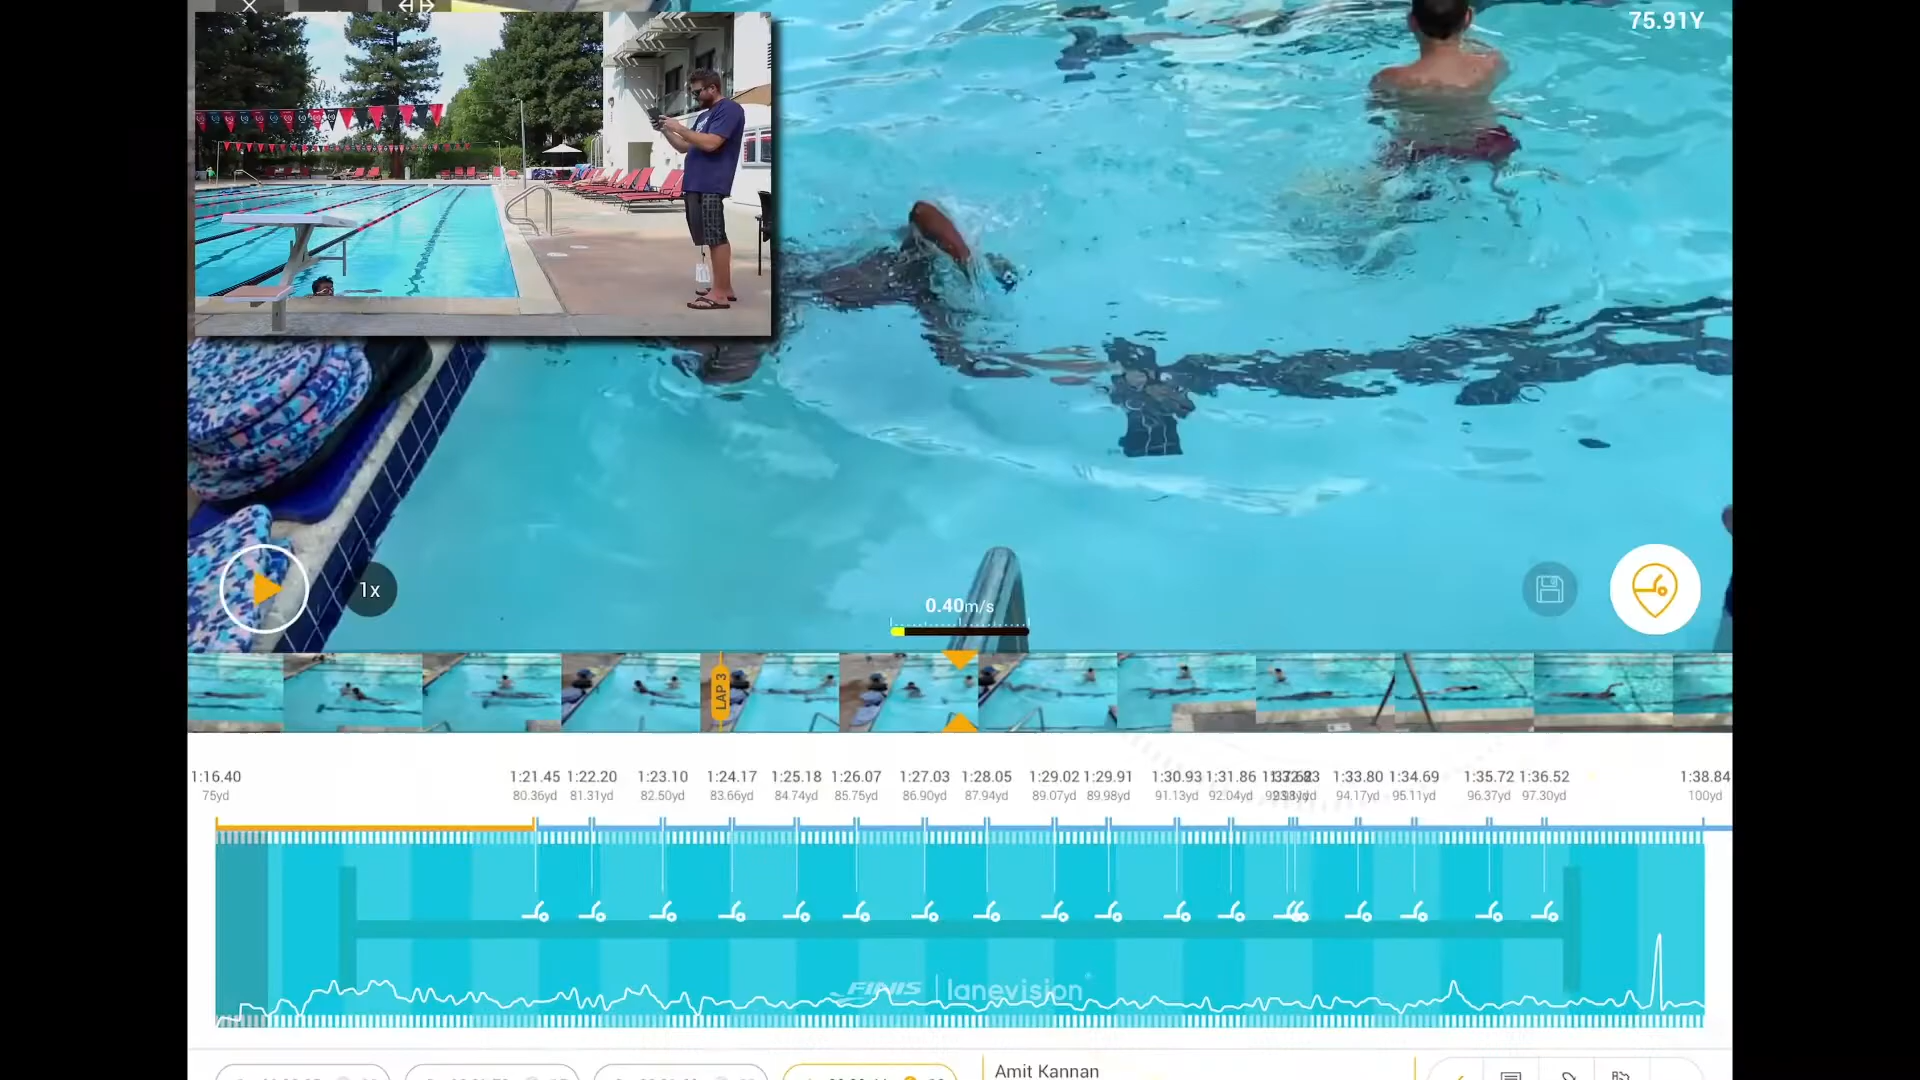 75.91Y
1x
0.40m/s
LAP 3
1:16.40 1:21.45 1:22.20 1:23.10 1:24.17 1:25.18 1:26.07 1:27.03 1:28.05 1:29.02 1:29.91 1:30.93 1:31.86 1:33.80 1:34.69 1:35.72 1:36.52 1:38.84
75yd 80.36yd 81.31yd 82.50yd 83.66yd 84.74yd 85.75yd 86.90yd 87.94yd 89.07yd 89.98yd 91.13yd 92.04yd 94.17yd 95.11yd 96.37yd 97.30yd 100yd
FINIS | lanevision
Amit Kannan